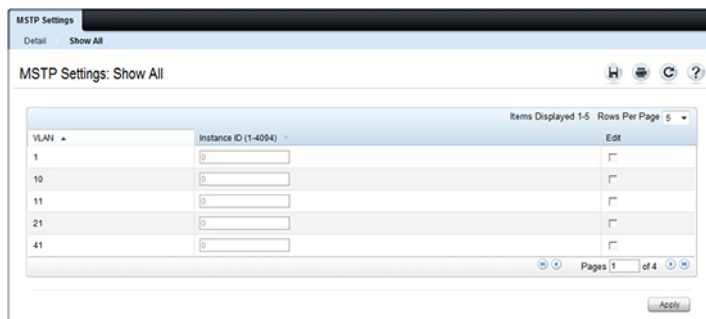 MSTP Settings
Detail Show All
MSTP Settings: Show All
Items Displayed 1-5 Rows Per Page 5
VLAN Instance ID (1-4094) Edit
1 0
10 0
11 0
21 0
41 0
Pages 1 of 4
Apply